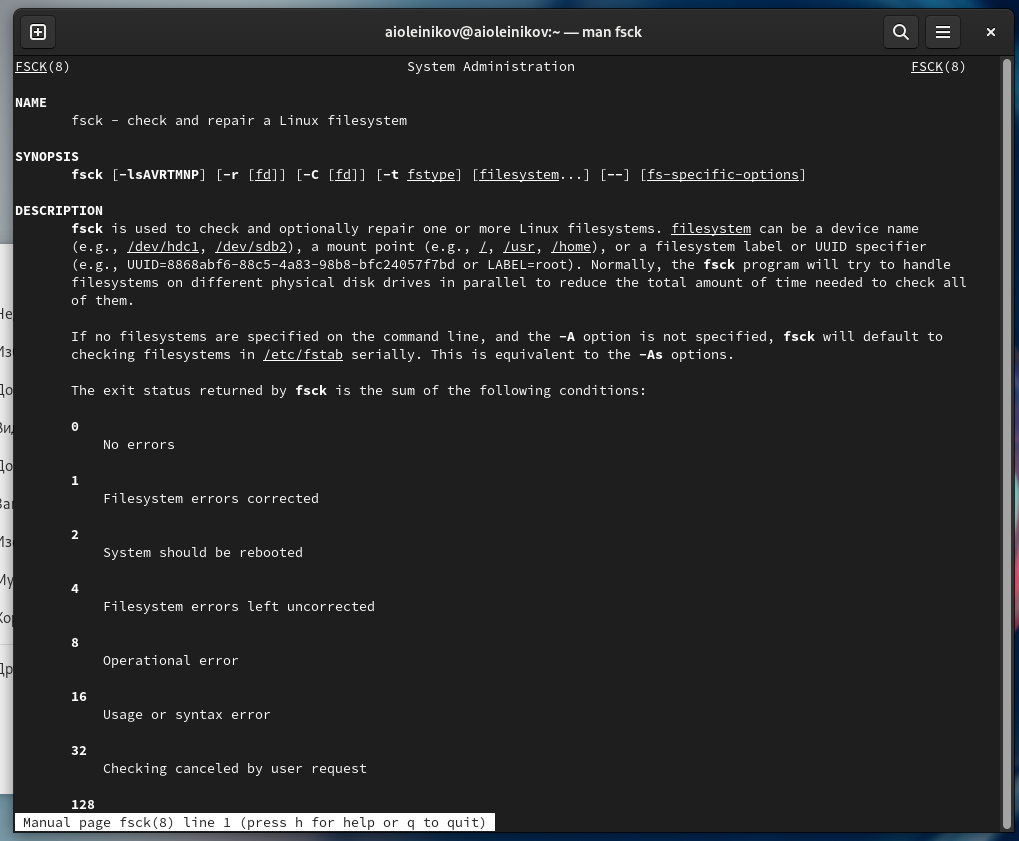 aioleinikov@aioleinikov:~ — man fsck
FSCK(8) System Administration FSCK(8)
NAME
fsck - check and repair a Linux filesystem
SYNOPSIS
fsck [-lsAVRTMNP] [-r [fd]] [-C [fd]] [-t fstype] [filesystem...] [--] [fs-specific-options]
DESCRIPTION
fsck is used to check and optionally repair one or more Linux filesystems. filesystem can be a device name
(e.g., /dev/hdc1, /dev/sdb2), a mount point (e.g., /, /usr, /home), or a filesystem label or UUID specifier
(e.g., UUID=8868abf6-88c5-4a83-98b8-bfc24057f7bd or LABEL=root). Normally, the fsck program will try to handle
filesystems on different physical disk drives in parallel to reduce the total amount of time needed to check all
of them.
If no filesystems are specified on the command line, and the -A option is not specified, fsck will default to
checking filesystems in /etc/fstab serially. This is equivalent to the -As options.
The exit status returned by fsck is the sum of the following conditions:
0
No errors
1
Filesystem errors corrected
2
System should be rebooted
4
Filesystem errors left uncorrected
8
Operational error
16
Usage or syntax error
32
Checking canceled by user request
128
Manual page fsck(8) line 1 (press h for help or q to quit)